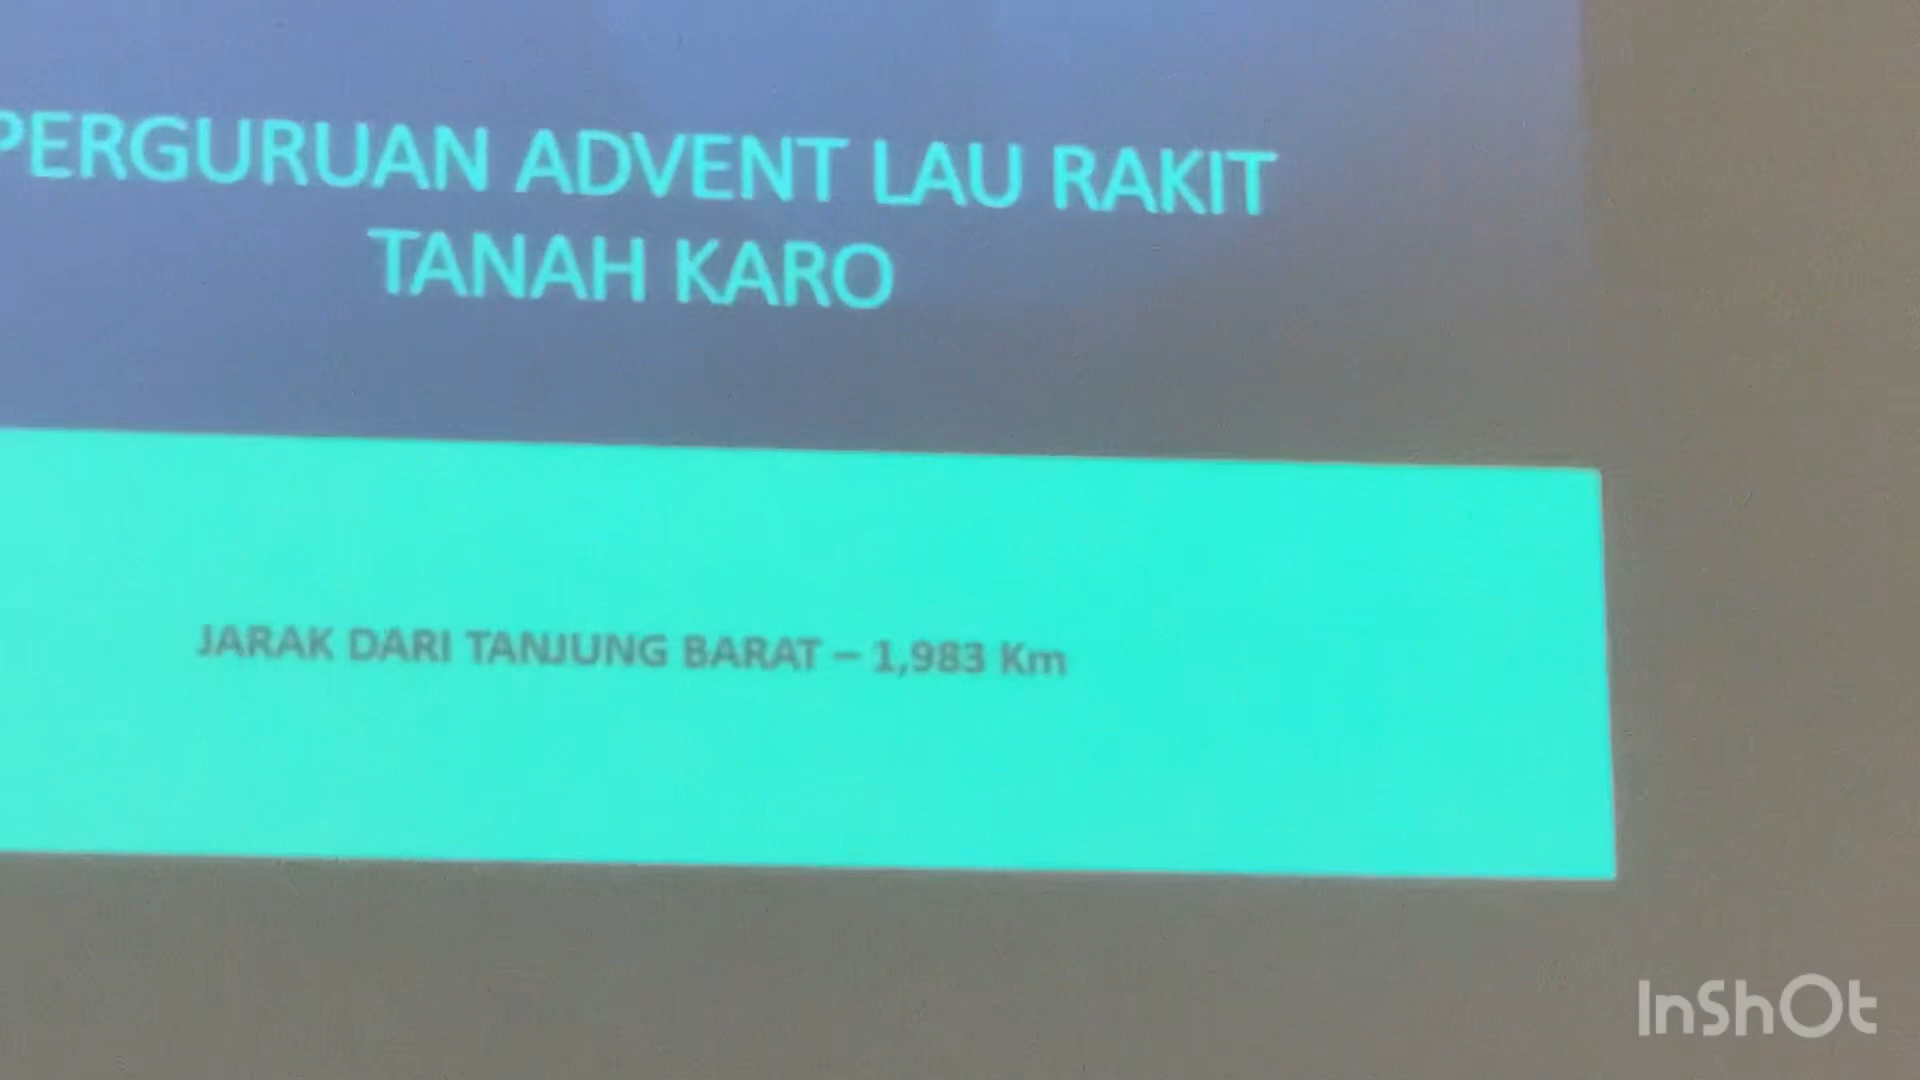 PERGURUAN ADVENT LAU RAKIT
TANAH KARO
JARAK DARI TANJUNG BARAT – 1,983 Km
InShOt